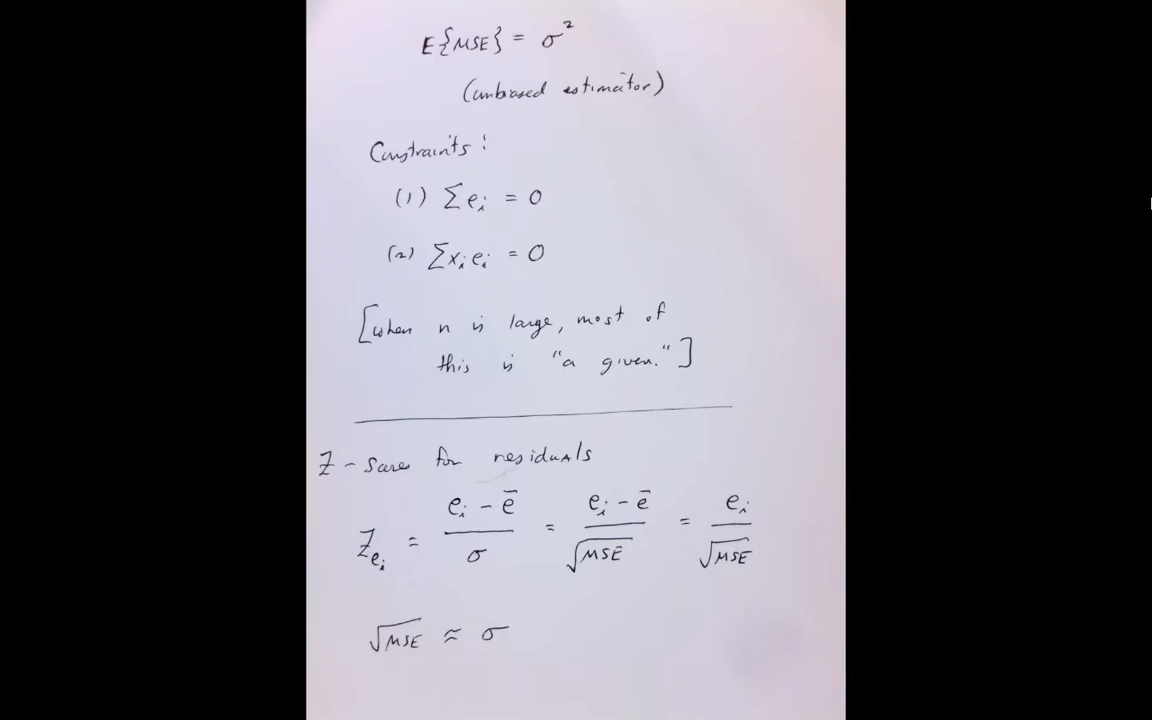 E{MSE} = σ²
(unbiased estimator)
Constraints:
(1) Σeᵢ = 0
(2) Σxᵢeᵢ = 0
[when n is large, most of
this is "a given."]
Z-Scores for residuals
Z_eᵢ = (eᵢ - ē)/σ = (eᵢ - ē)/√MSE = eᵢ/√MSE
√MSE ≈ σ